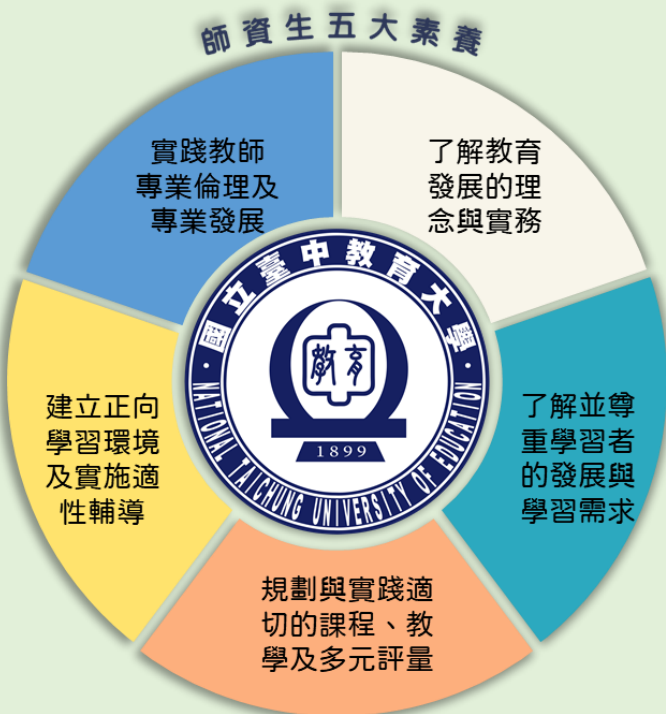 師資生五大素養
了解教育
發展的理
念與實務
了解並尊
重學習者
的發展與
學習需求
規劃與實踐適
切的課程、教
學及多元評量
建立正向
學習環境
及實施適
性輔導
實踐教師
專業倫理及
專業發展
國立臺中教育大學
教育
1899
NATIONAL TAICHUNG UNIVERSITY OF EDUCATION